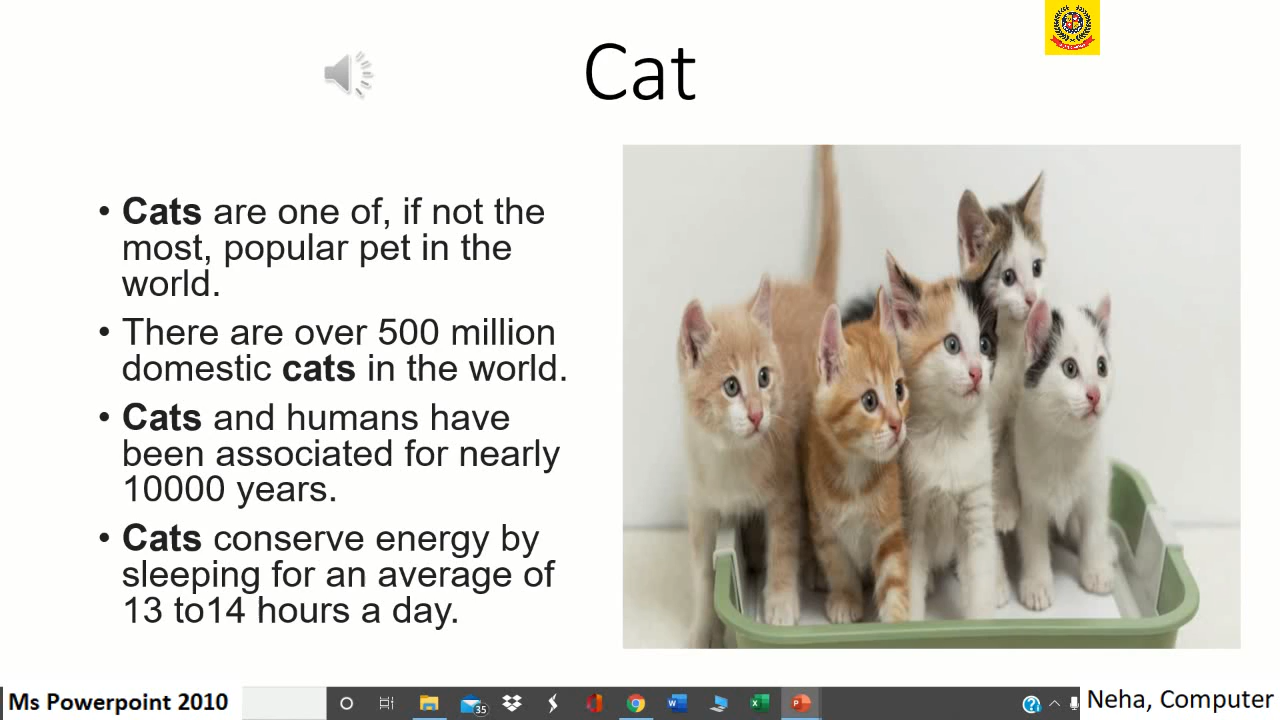 Cat
• Cats are one of, if not the
most, popular pet in the
world.
• There are over 500 million
domestic cats in the world.
• Cats and humans have
been associated for nearly
10000 years.
• Cats conserve energy by
sleeping for an average of
13 to14 hours a day.
Ms Powerpoint 2010
35
Neha, Computer